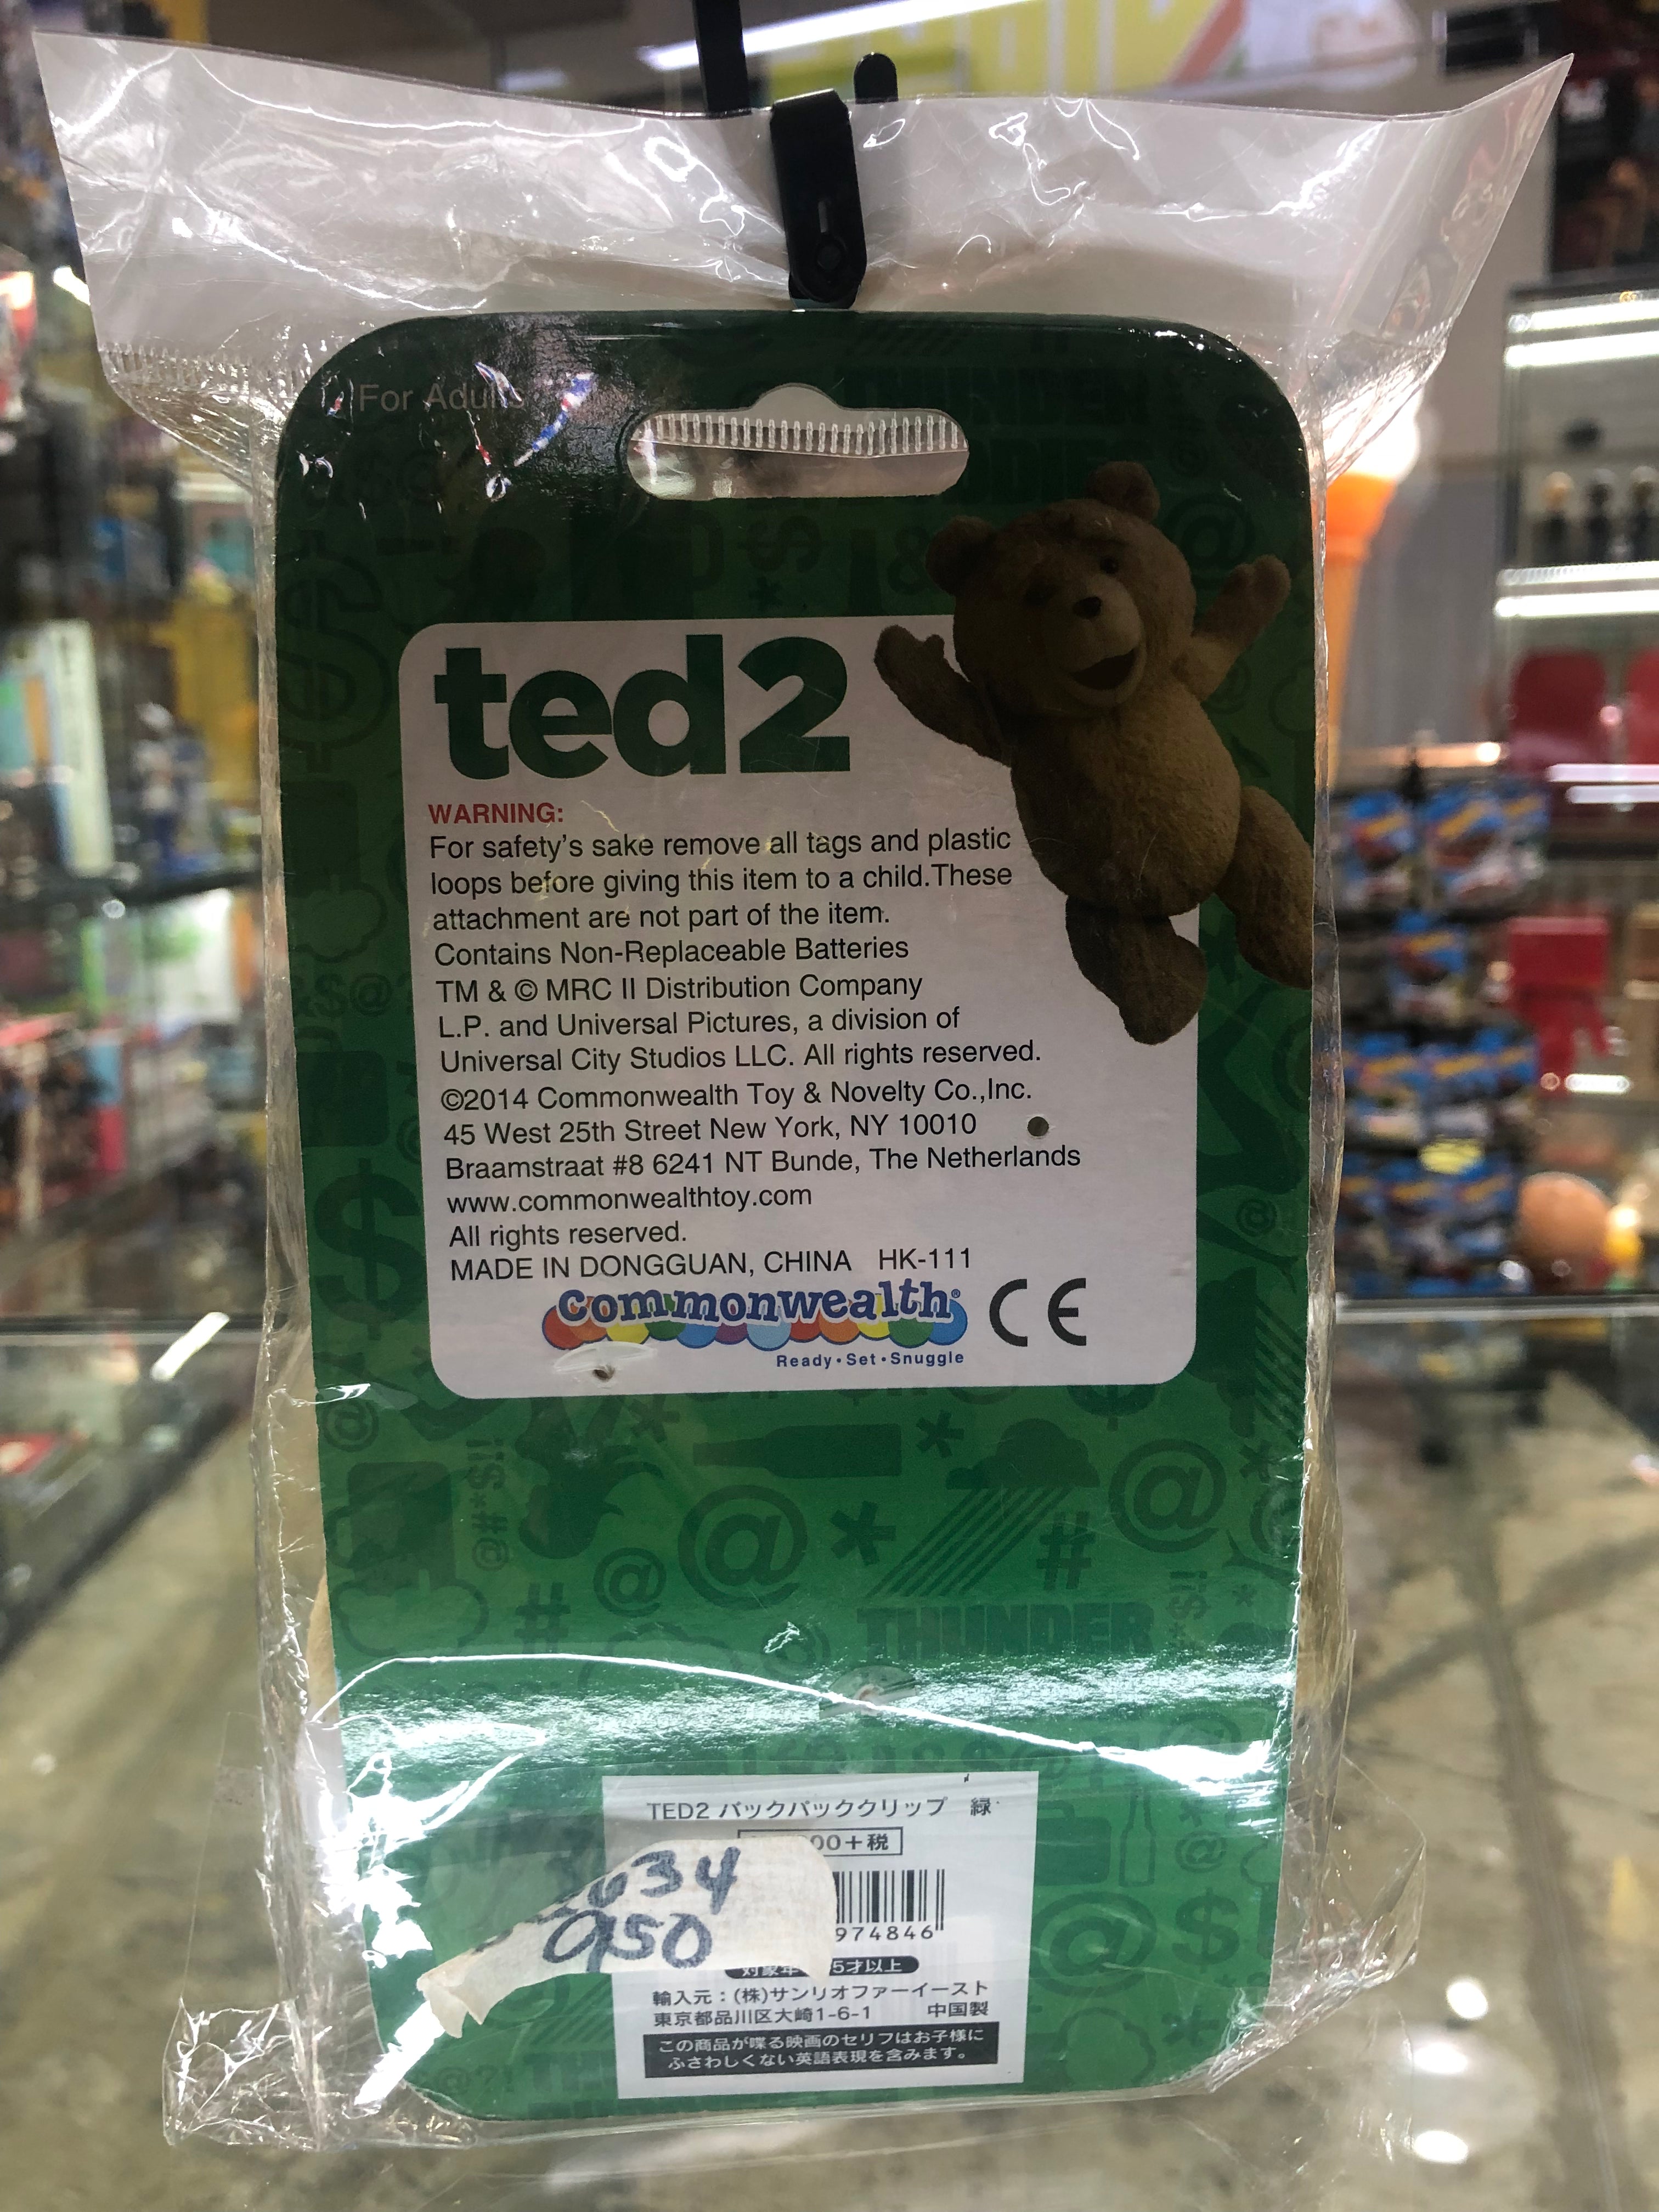 For Adults
ted2
WARNING:
For safety's sake remove all tags and plastic
loops before giving this item to a child.These
attachment are not part of the item.
Contains Non-Replaceable Batteries
TM & © MRC II Distribution Company
L.P. and Universal Pictures, a division of
Universal City Studios LLC. All rights reserved.
©2014 Commonwealth Toy & Novelty Co.,Inc.
45 West 25th Street New York, NY 10010
Braamstraat #8 6241 NT Bunde, The Netherlands
www.commonwealthtoy.com
All rights reserved.
MADE IN DONGGUAN, CHINA HK-111
commonwealth® CE
Ready•Set•Snuggle
THUNDER
TED2 バックパッククリップ 緑
00+税
634
950
974846
5才以上
輸入元:(株)サンリオファーイースト
東京都品川区大崎1-6-1 中国製
この商品が喋る映画のセリフはお子様に
ふさわしくない英語表現を含みます。